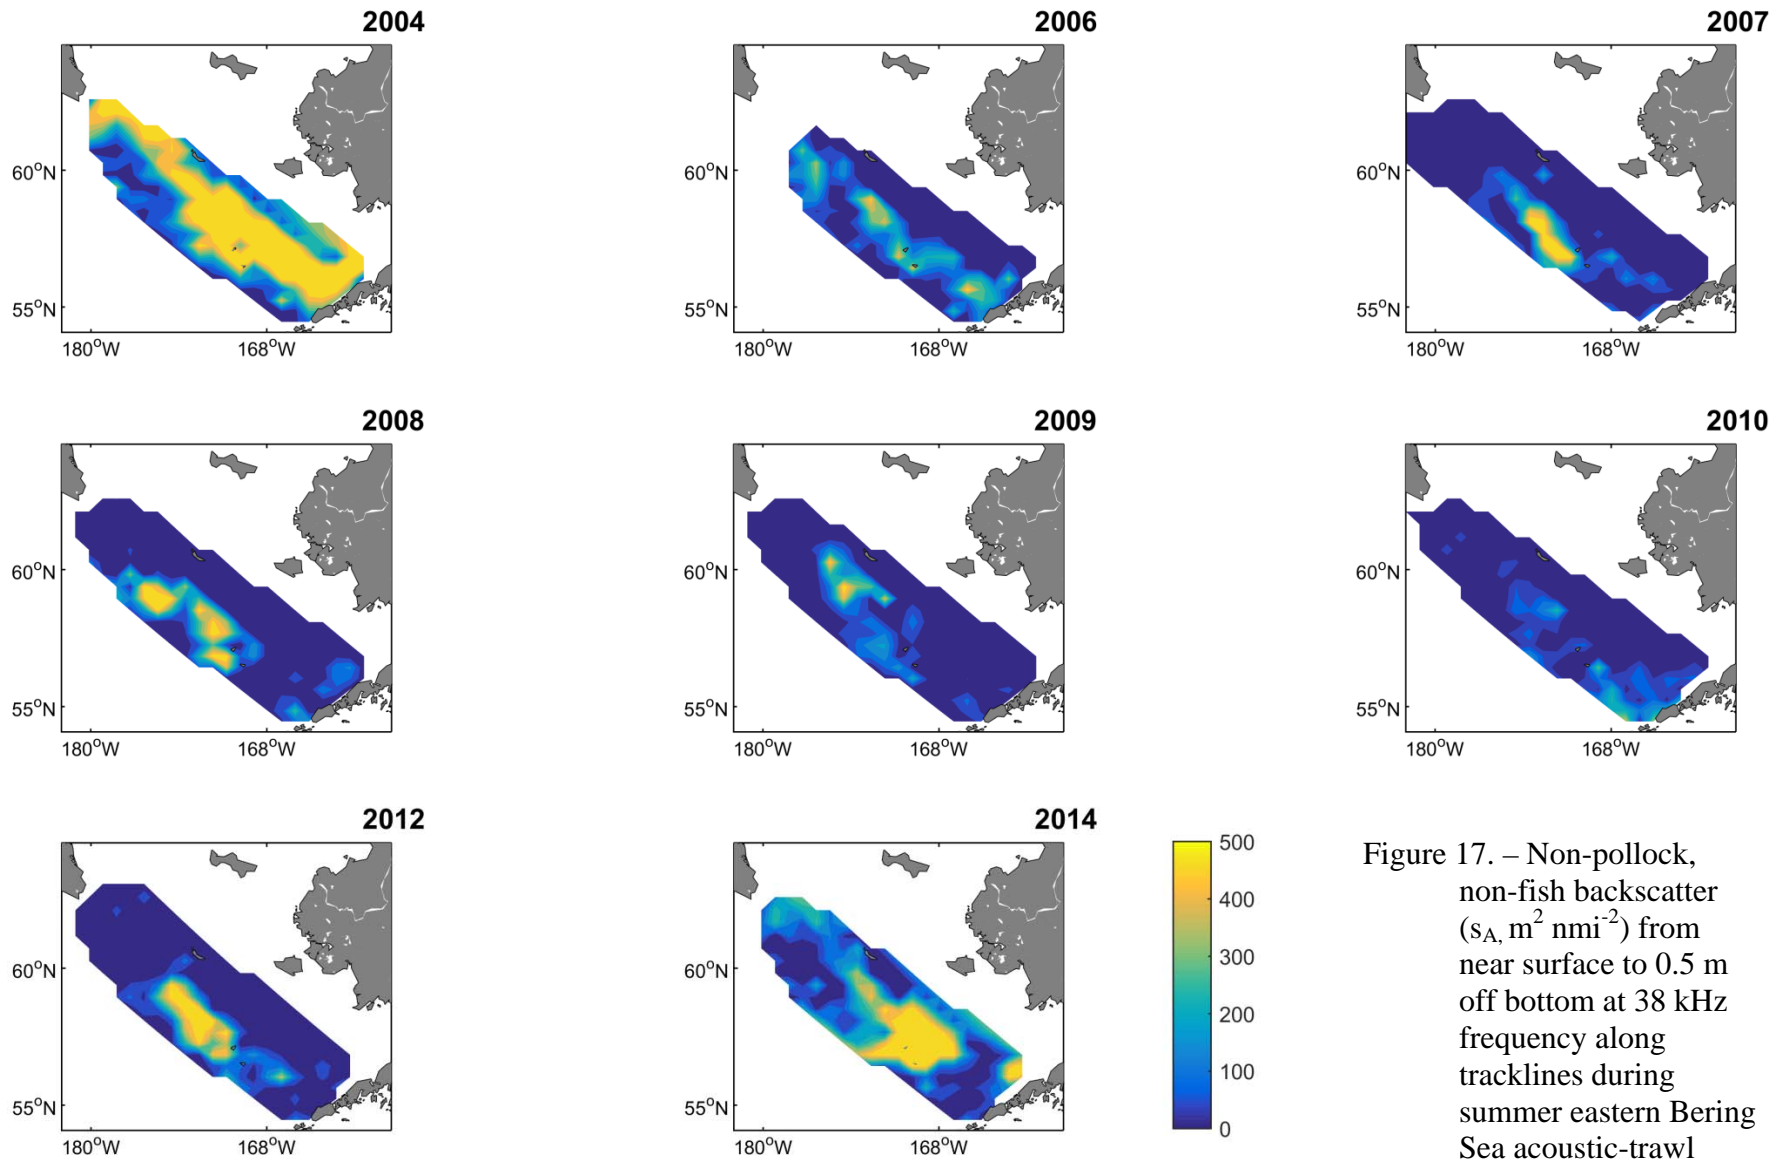 2004
60°N
55°N
180°W
168°W
2006
60°N
55°N
180°W
168°W
2007
60°N
55°N
180°W
168°W
2008
60°N
55°N
180°W
168°W
2009
60°N
55°N
180°W
168°W
2010
60°N
55°N
180°W
168°W
2012
60°N
55°N
180°W
168°W
2014
60°N
55°N
180°W
168°W
500
400
300
200
100
0
Figure 17. – Non-pollock,
non-fish backscatter
(s_A, m² nmi⁻²) from
near surface to 0.5 m
off bottom at 38 kHz
frequency along
tracklines during
summer eastern Bering
Sea acoustic-trawl